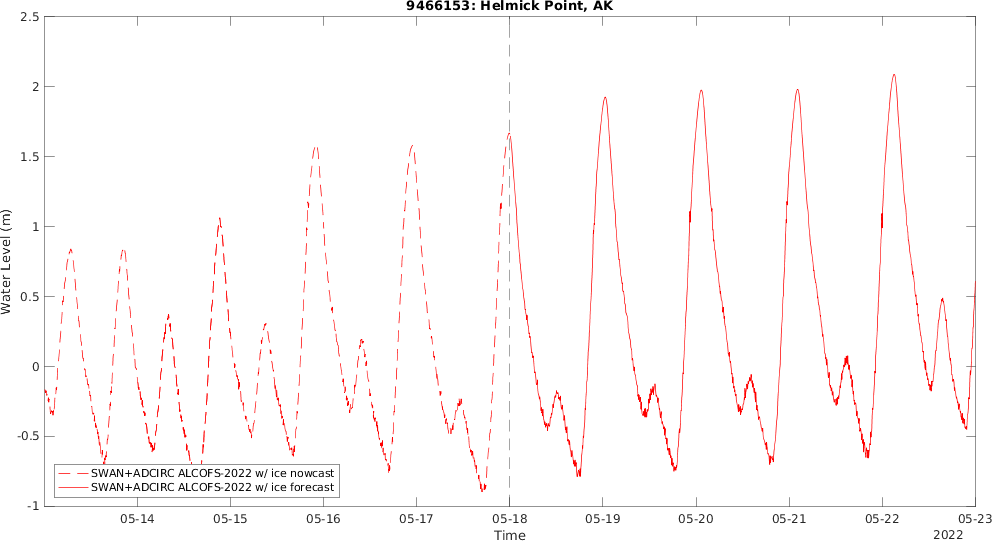 9466153: Helmick Point, AK
2.5
2
1.5
1
0.5
0
-0.5
-1
Water Level (m)
SWAN+ADCIRC ALCOFS-2022 w/ ice nowcast
SWAN+ADCIRC ALCOFS-2022 w/ ice forecast
05-14 05-15 05-16 05-17 05-18 05-19 05-20 05-21 05-22 05-23
Time
2022